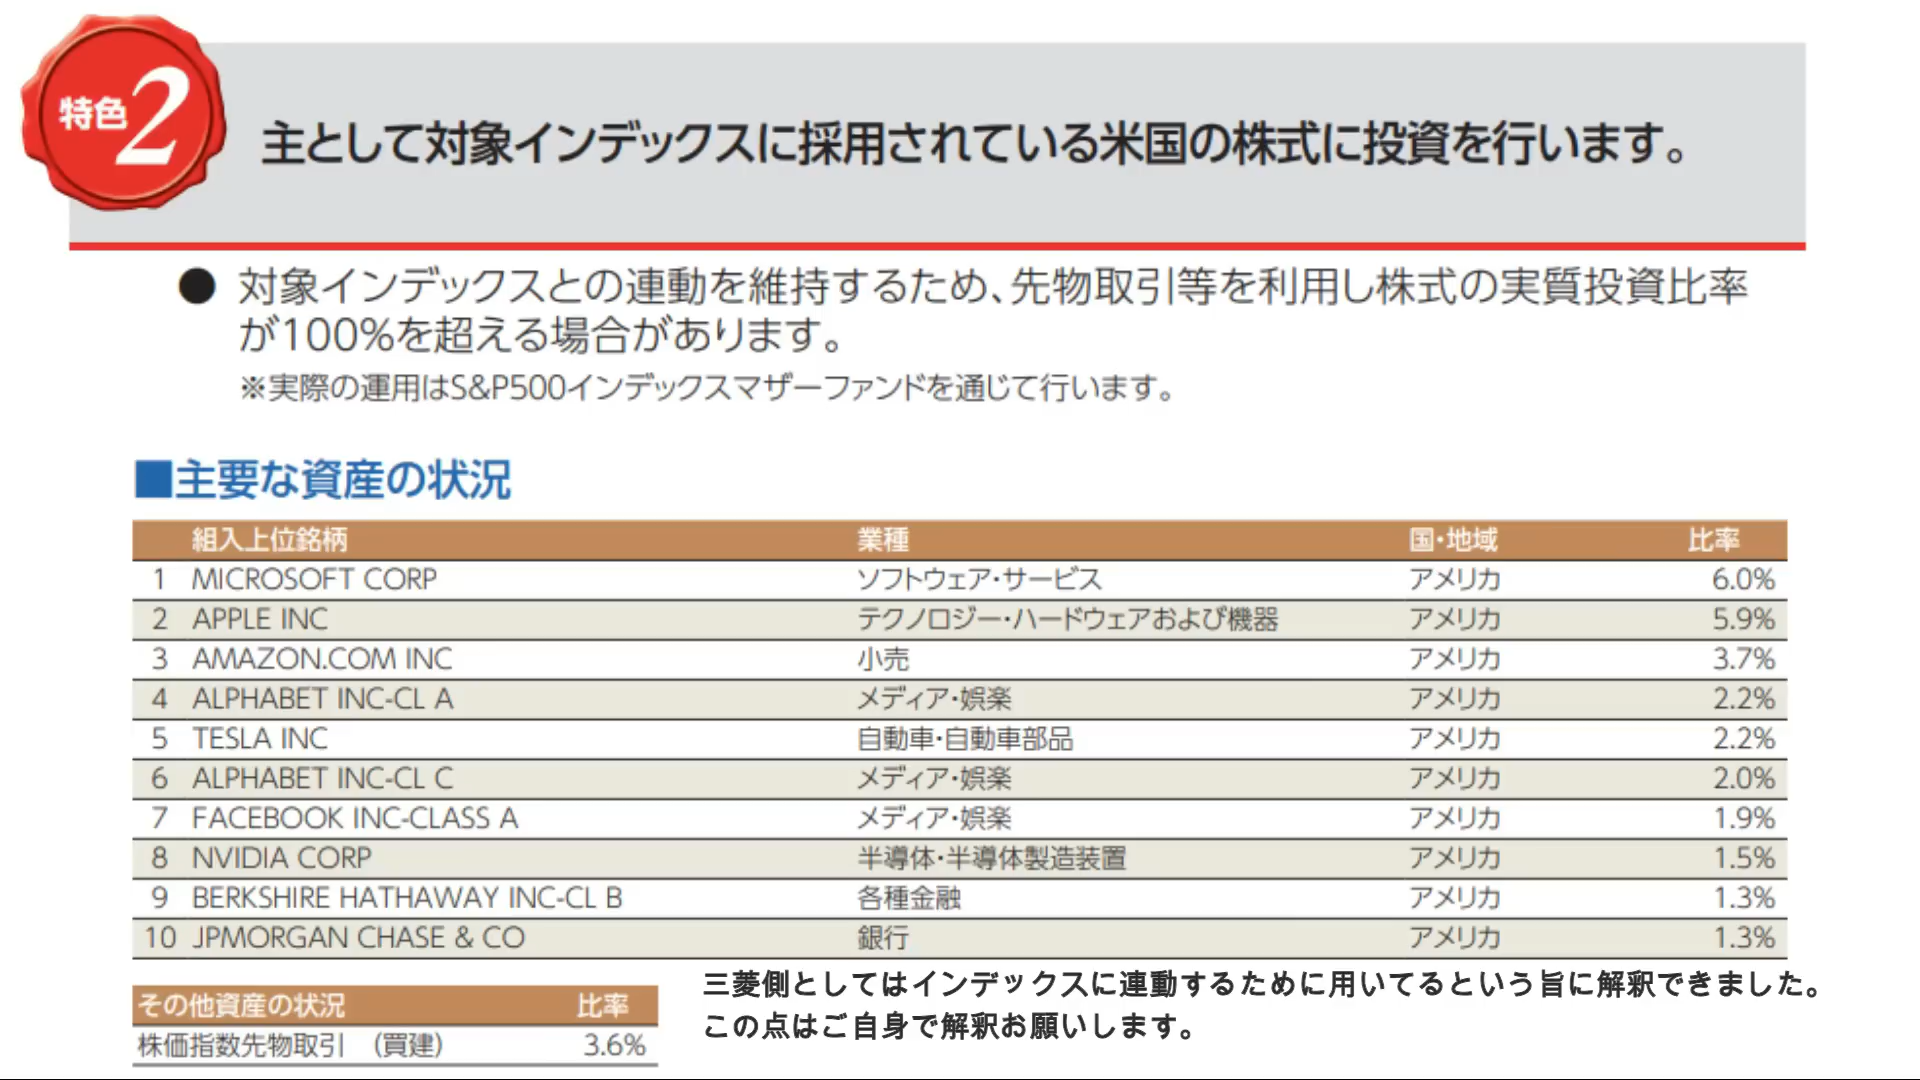 特色2
主として対象インデックスに採用されている米国の株式に投資を行います。
● 対象インデックスとの連動を維持するため、先物取引等を利用し株式の実質投資比率
が100%を超える場合があります。
※実際の運用はS&P500インデックスマザーファンドを通じて行います。
■主要な資産の状況
組入上位銘柄 業種 国・地域 比率
1 MICROSOFT CORP ソフトウェア・サービス アメリカ 6.0%
2 APPLE INC テクノロジー・ハードウェアおよび機器 アメリカ 5.9%
3 AMAZON.COM INC 小売 アメリカ 3.7%
4 ALPHABET INC-CL A メディア・娯楽 アメリカ 2.2%
5 TESLA INC 自動車・自動車部品 アメリカ 2.2%
6 ALPHABET INC-CL C メディア・娯楽 アメリカ 2.0%
7 FACEBOOK INC-CLASS A メディア・娯楽 アメリカ 1.9%
8 NVIDIA CORP 半導体・半導体製造装置 アメリカ 1.5%
9 BERKSHIRE HATHAWAY INC-CL B 各種金融 アメリカ 1.3%
10 JPMORGAN CHASE & CO 銀行 アメリカ 1.3%
その他資産の状況 比率
株価指数先物取引 （買建） 3.6%
三菱側としてはインデックスに連動するために用いてるという旨に解釈できました。
この点はご自身で解釈お願いします。